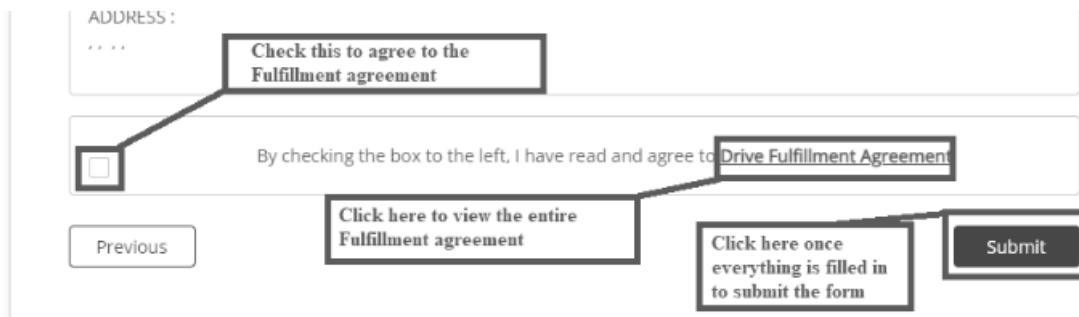 ADDRESS :
, , , ,
Check this to agree to the
Fulfillment agreement
By checking the box to the left, I have read and agree to Drive Fulfillment Agreement
Click here to view the entire
Fulfillment agreement
Previous
Click here once
everything is filled in
to submit the form
Submit